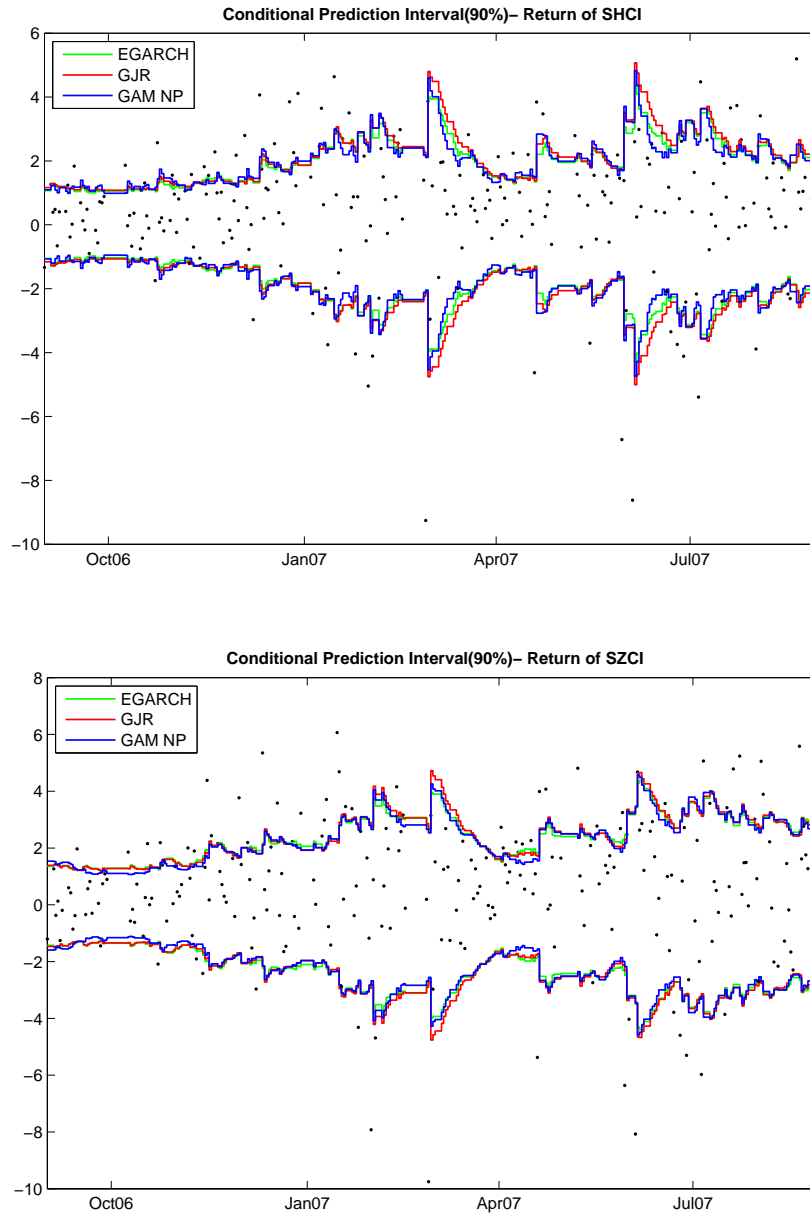 Conditional Prediction Interval(90%)− Return of SHCI
6
EGARCH
GJR
GAM NP
4
2
0
−2
−4
−6
−8
−10
Oct06 Jan07 Apr07 Jul07
Conditional Prediction Interval(90%)− Return of SZCI
8
EGARCH
GJR
GAM NP
6
4
2
0
−2
−4
−6
−8
−10
Oct06 Jan07 Apr07 Jul07